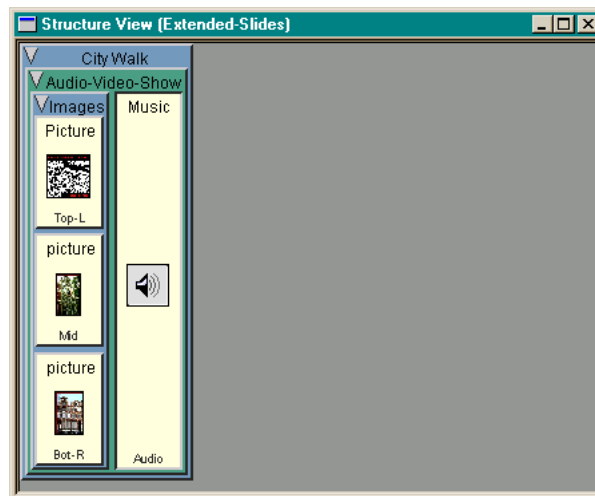 Structure View (Extended-Slides)
City Walk
Audio-Video-Show
Images
Music
Picture
Top-L
picture
Mid
picture
Bot-R
Audio